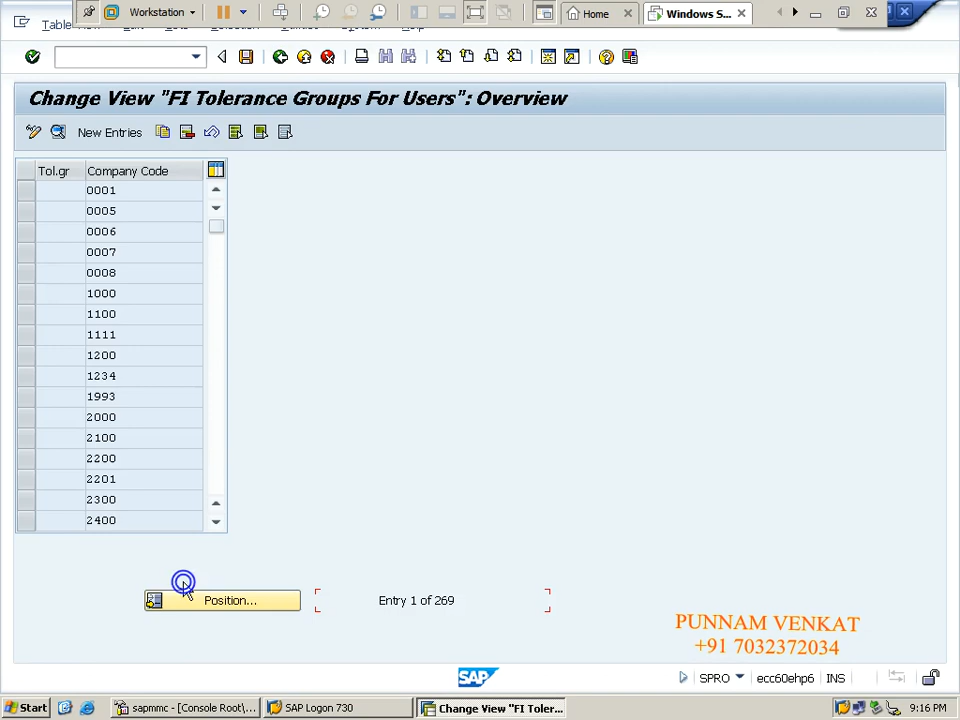 Workstation
Home
Windows S...
Change View "FI Tolerance Groups For Users": Overview
New Entries
Tol.gr Company Code
0001
0005
0006
0007
0008
1000
1100
1111
1200
1234
1993
2000
2100
2200
2201
2300
2400
Position...
Entry 1 of 269
PUNNAM VENKAT
+91 7032372034
SAP
SPRO
ecc60ehp6
INS
Start
sapmmc - [Console Root\...
SAP Logon 730
Change View "FI Toler...
9:16 PM